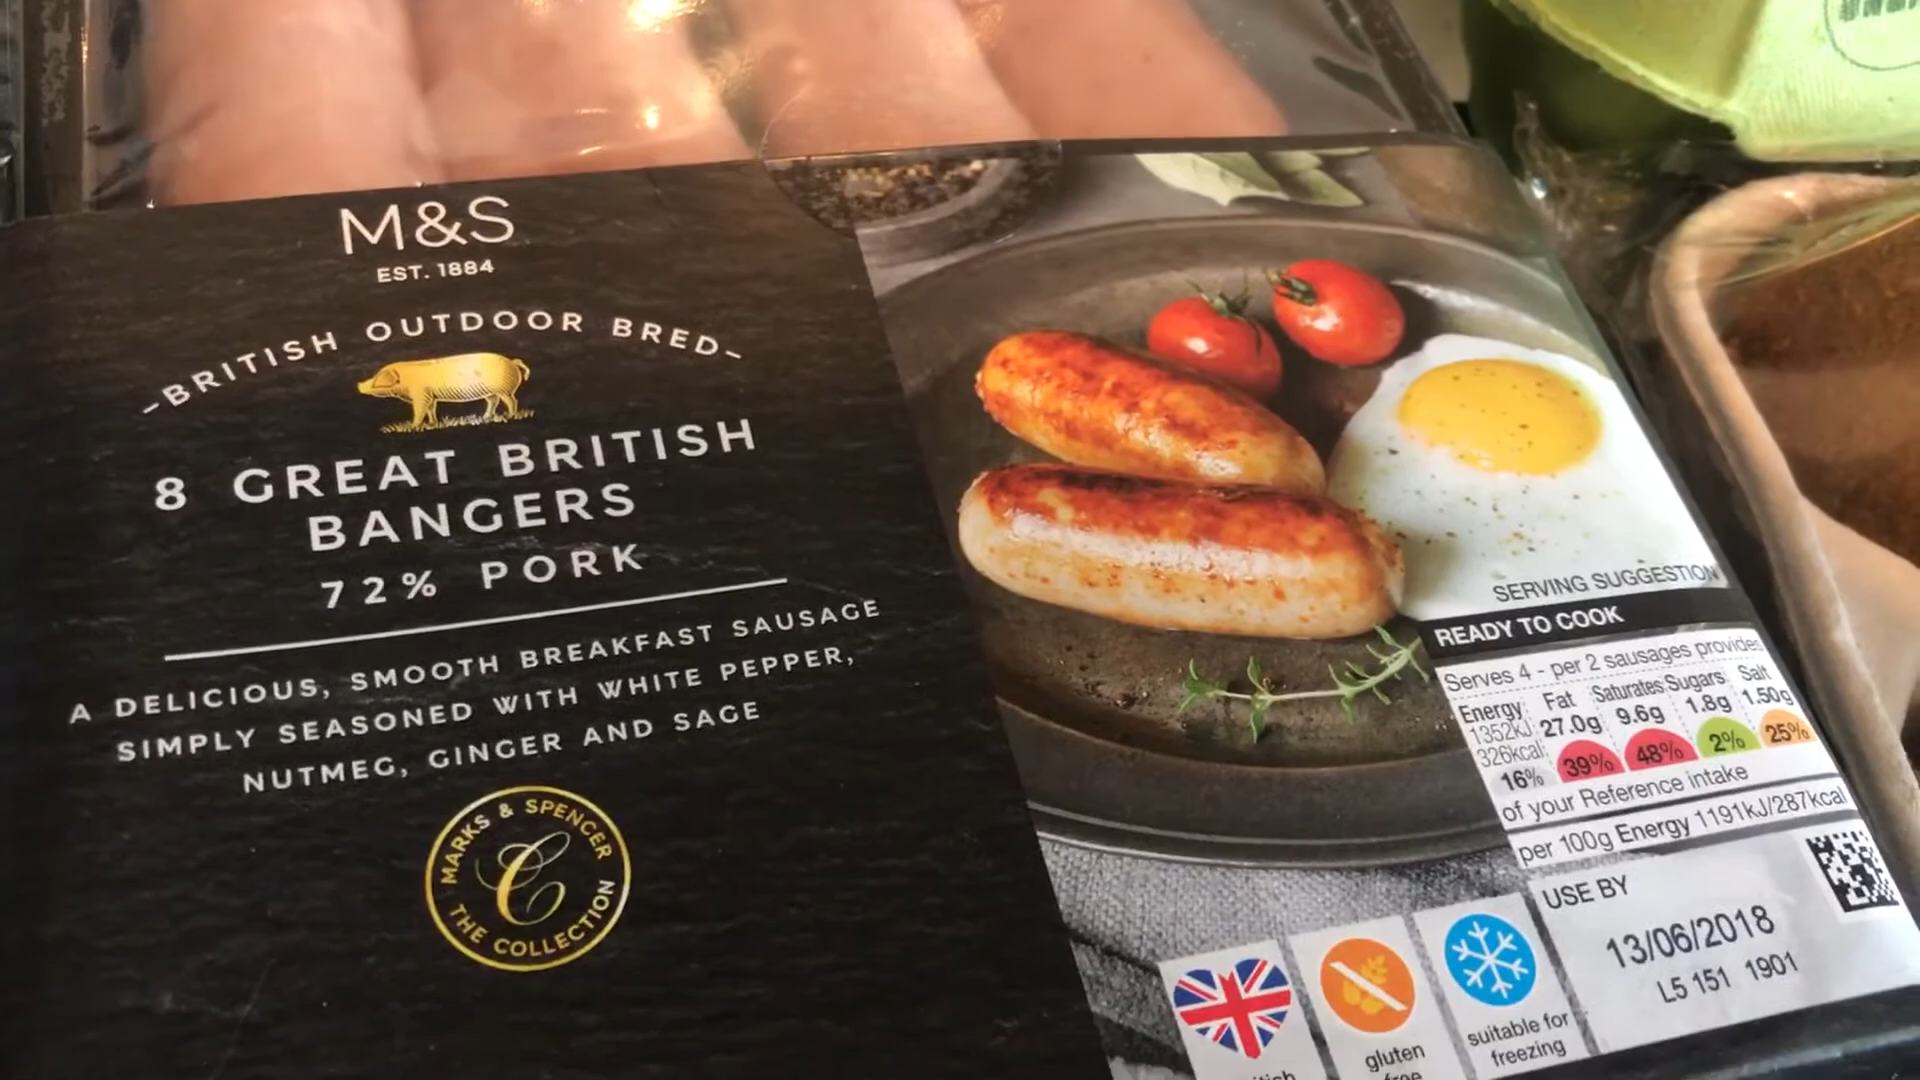 M&S
EST. 1884
-BRITISH OUTDOOR BRED-
8 GREAT BRITISH
BANGERS
72% PORK
A DELICIOUS, SMOOTH BREAKFAST SAUSAGE
SIMPLY SEASONED WITH WHITE PEPPER,
NUTMEG, GINGER AND SAGE
MARKS & SPENCER
C
THE COLLECTION
SERVING SUGGESTION
READY TO COOK
Serves 4 - per 2 sausages provides
Energy Fat Saturates Sugars Salt
1352kJ 27.0g 9.6g 1.8g 1.50g
326kcal
16% 39% 48% 2% 25%
of your Reference intake
per 100g Energy 1191kJ/287kcal
USE BY
13/06/2018
L5 151 1901
gluten
free
suitable for
freezing